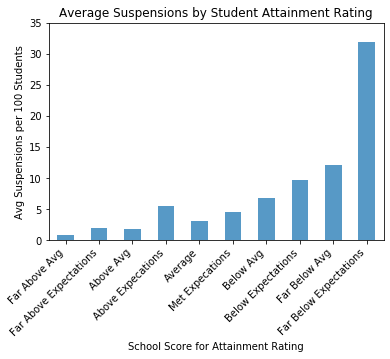 Average Suspensions by Student Attainment Rating
Avg Suspensions per 100 Students
35
30
25
20
15
10
5
0
Far Above Avg
Far Above Expectations
Above Avg
Above Expecations
Average
Met Expecations
Below Avg
Below Expectations
Far Below Avg
Far Below Expectations
School Score for Attainment Rating